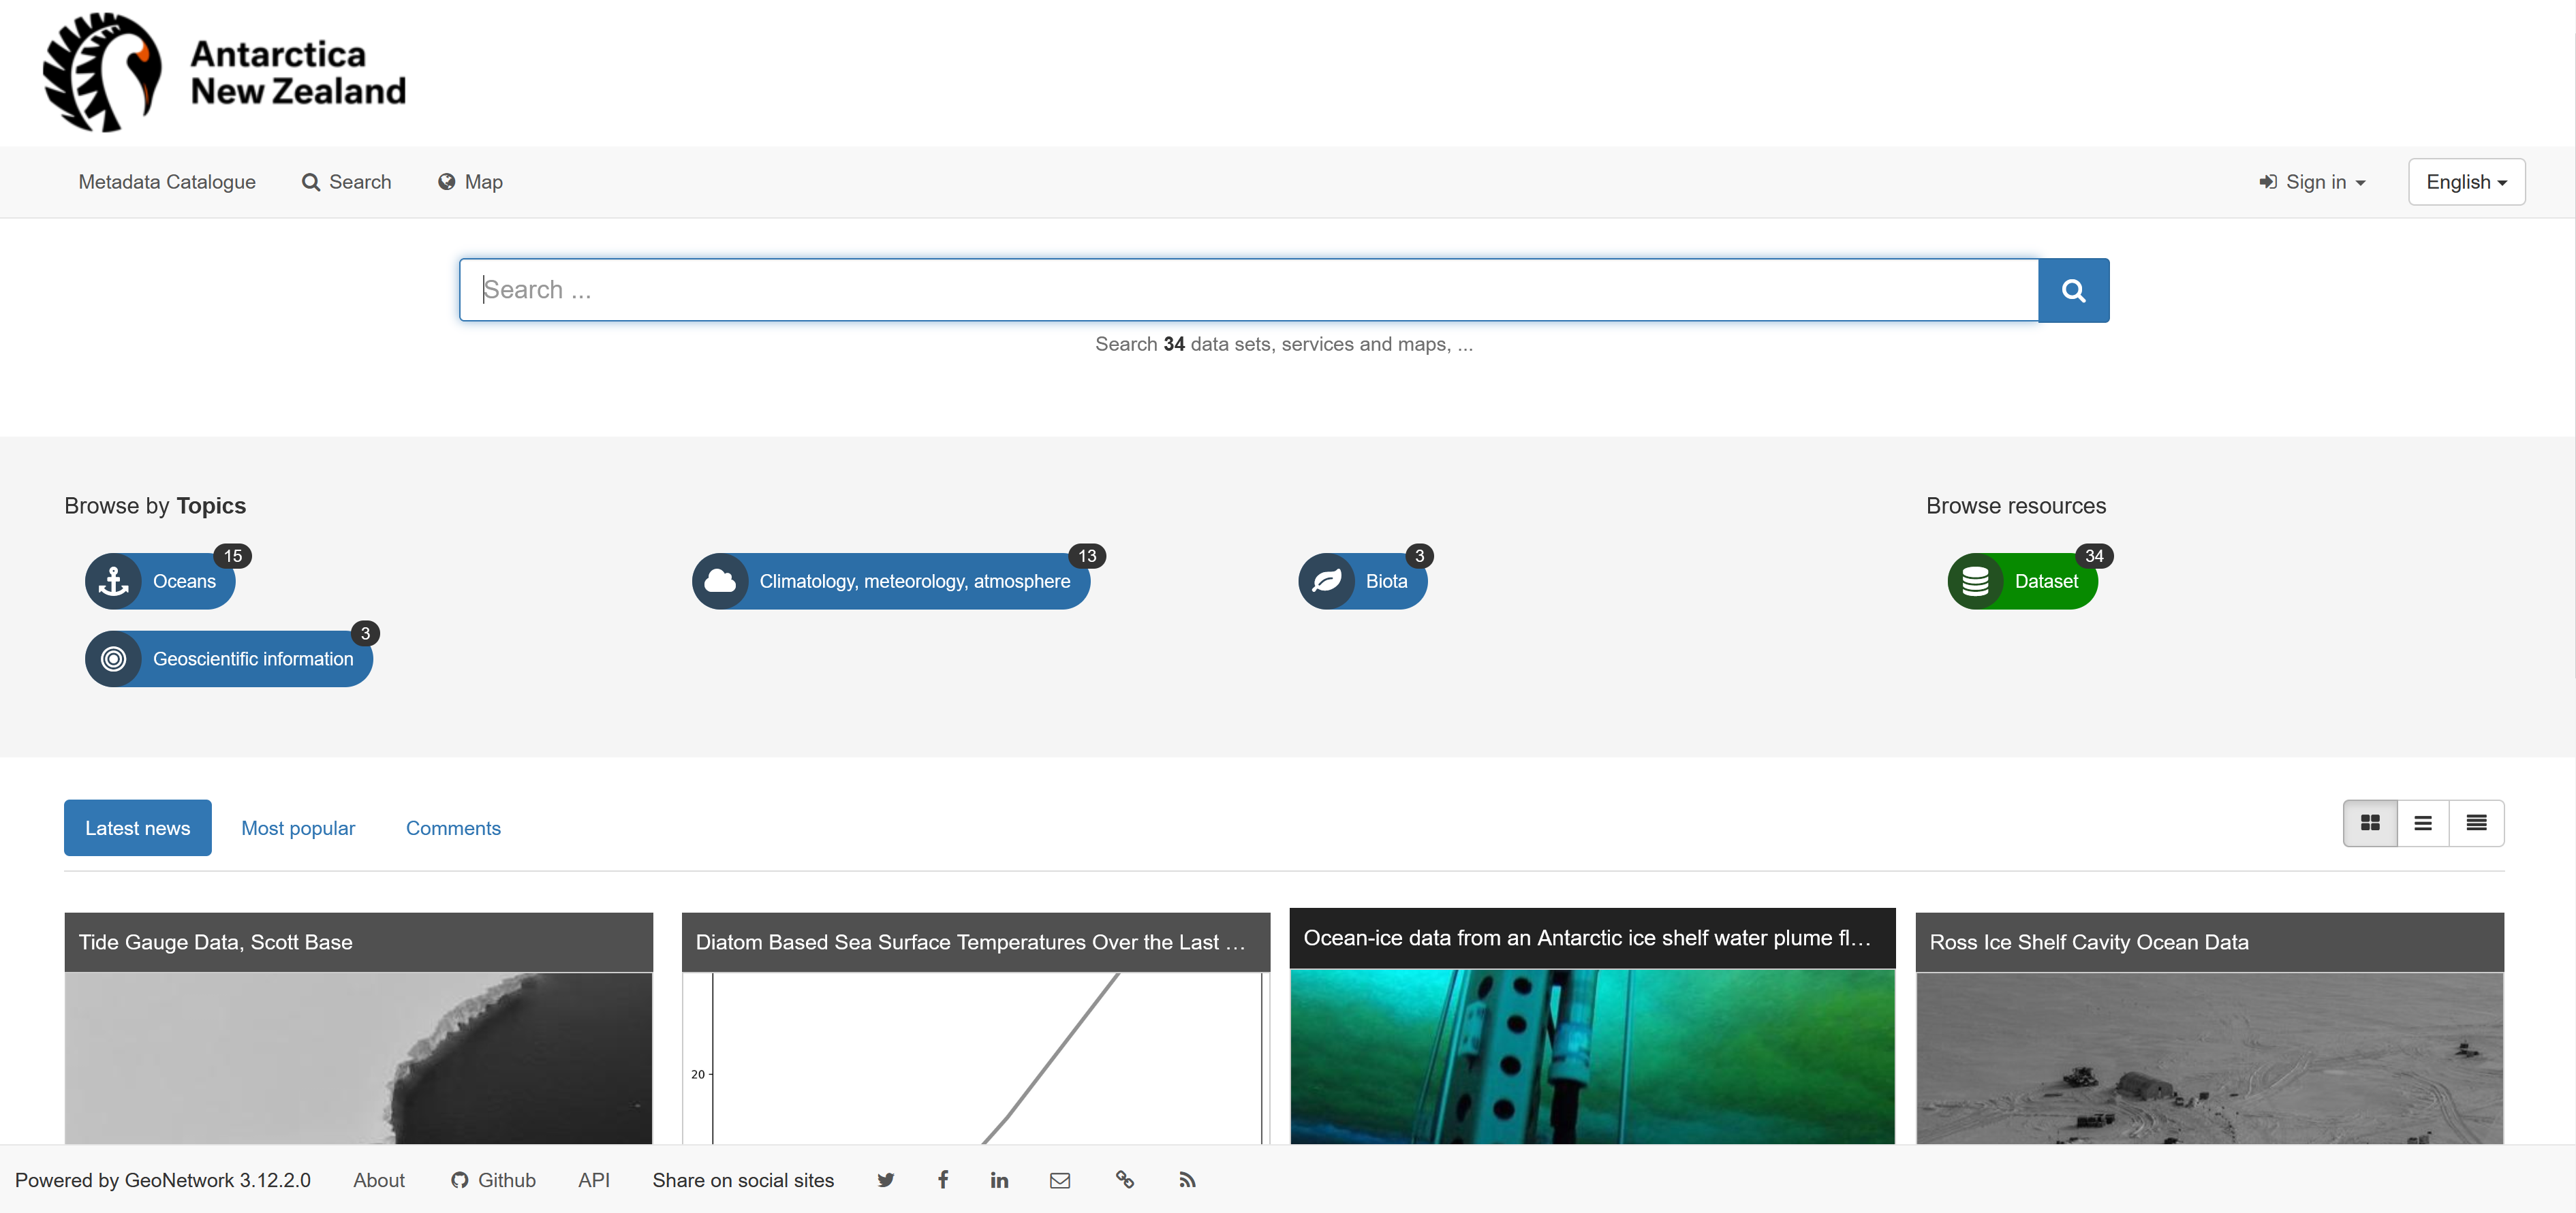 Antarctica
New Zealand
Metadata Catalogue
Search
Map
Sign in
English
Search ...
Search 34 data sets, services and maps, ...
Browse by Topics
Browse resources
15
Oceans
13
Climatology, meteorology, atmosphere
3
Biota
34
Dataset
3
Geoscientific information
Latest news
Most popular
Comments
Tide Gauge Data, Scott Base
Diatom Based Sea Surface Temperatures Over the Last ...
Ocean-ice data from an Antarctic ice shelf water plume fl...
Ross Ice Shelf Cavity Ocean Data
20
Powered by GeoNetwork 3.12.2.0
About
Github
API
Share on social sites